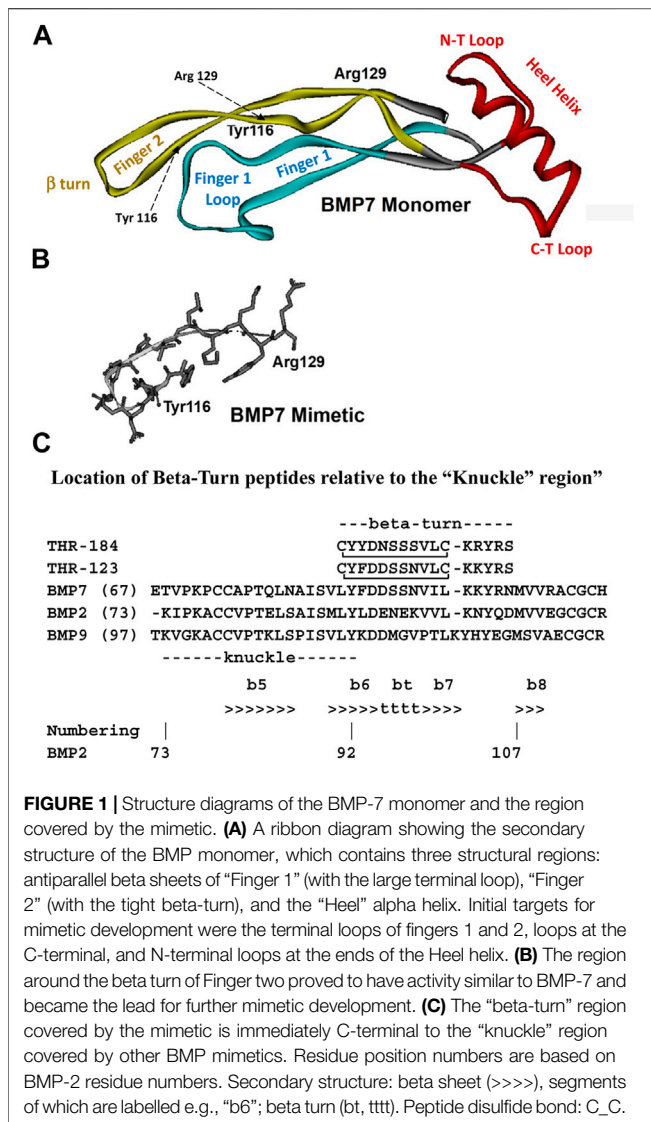 A
N-T Loop
Heel Helix
Arg 129
Arg129
Tyr116
Finger 2
β turn
Finger 1
Loop
Finger 1
Tyr 116
BMP7 Monomer
C-T Loop
B
Arg129
Tyr116
BMP7 Mimetic
C
Location of Beta-Turn peptides relative to the “Knuckle” region”
---beta-turn-----
THR-184 CYYDNSSSVLC-KRYRS
THR-123 CYFDDSSNVLC-KRYRS
BMP7 (67) ETVPKPCCAPTQLNAISVLYFDDSSNVIL-KKYRNMVVRACGCH
BMP2 (73) -KIPKACCVPTELSAISMLYLDENEKVVL-KNYQDMVVEGCGCR
BMP9 (97) TKVGKACCVPTKLSPISVLYKDDMGVPTLKYHYEGMSVAECGCR
------knuckle------
b5 b6 bt b7 b8
>>>>>>> >>>>>tttt>>>> >>>
Numbering | | |
BMP2 73 92 107
FIGURE 1 | Structure diagrams of the BMP-7 monomer and the region
covered by the mimetic. (A) A ribbon diagram showing the secondary
structure of the BMP monomer, which contains three structural regions:
antiparallel beta sheets of “Finger 1” (with the large terminal loop), “Finger
2” (with the tight beta-turn), and the “Heel” alpha helix. Initial targets for
mimetic development were the terminal loops of fingers 1 and 2, loops at the
C-terminal, and N-terminal loops at the ends of the Heel helix. (B) The region
around the beta turn of Finger two proved to have activity similar to BMP-7 and
became the lead for further mimetic development. (C) The “beta-turn” region
covered by the mimetic is immediately C-terminal to the “knuckle” region
covered by other BMP mimetics. Residue position numbers are based on
BMP-2 residue numbers. Secondary structure: beta sheet (>>>>), segments
of which are labelled e.g., “b6”; beta turn (bt, tttt). Peptide disulfide bond: C_C.